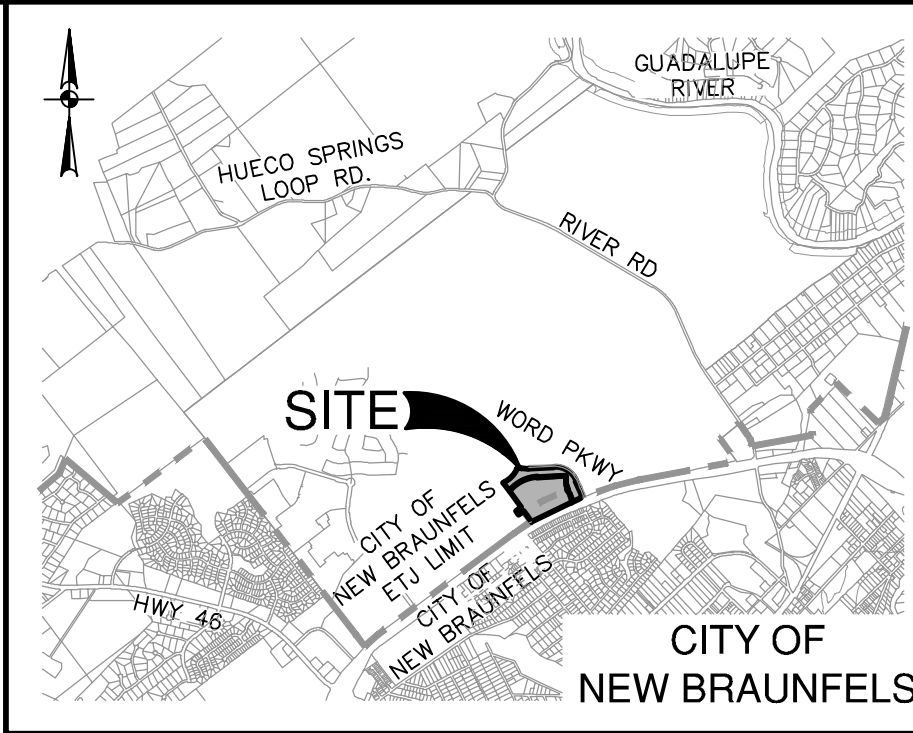 GUADALUPE
RIVER
HUECO SPRINGS
LOOP RD.
RIVER RD
SITE
WORD PKWY
CITY OF
NEW BRAUNFELS
ETJ LIMIT
CITY OF
NEW BRAUNFELS
HWY 46
CITY OF
NEW BRAUNFELS